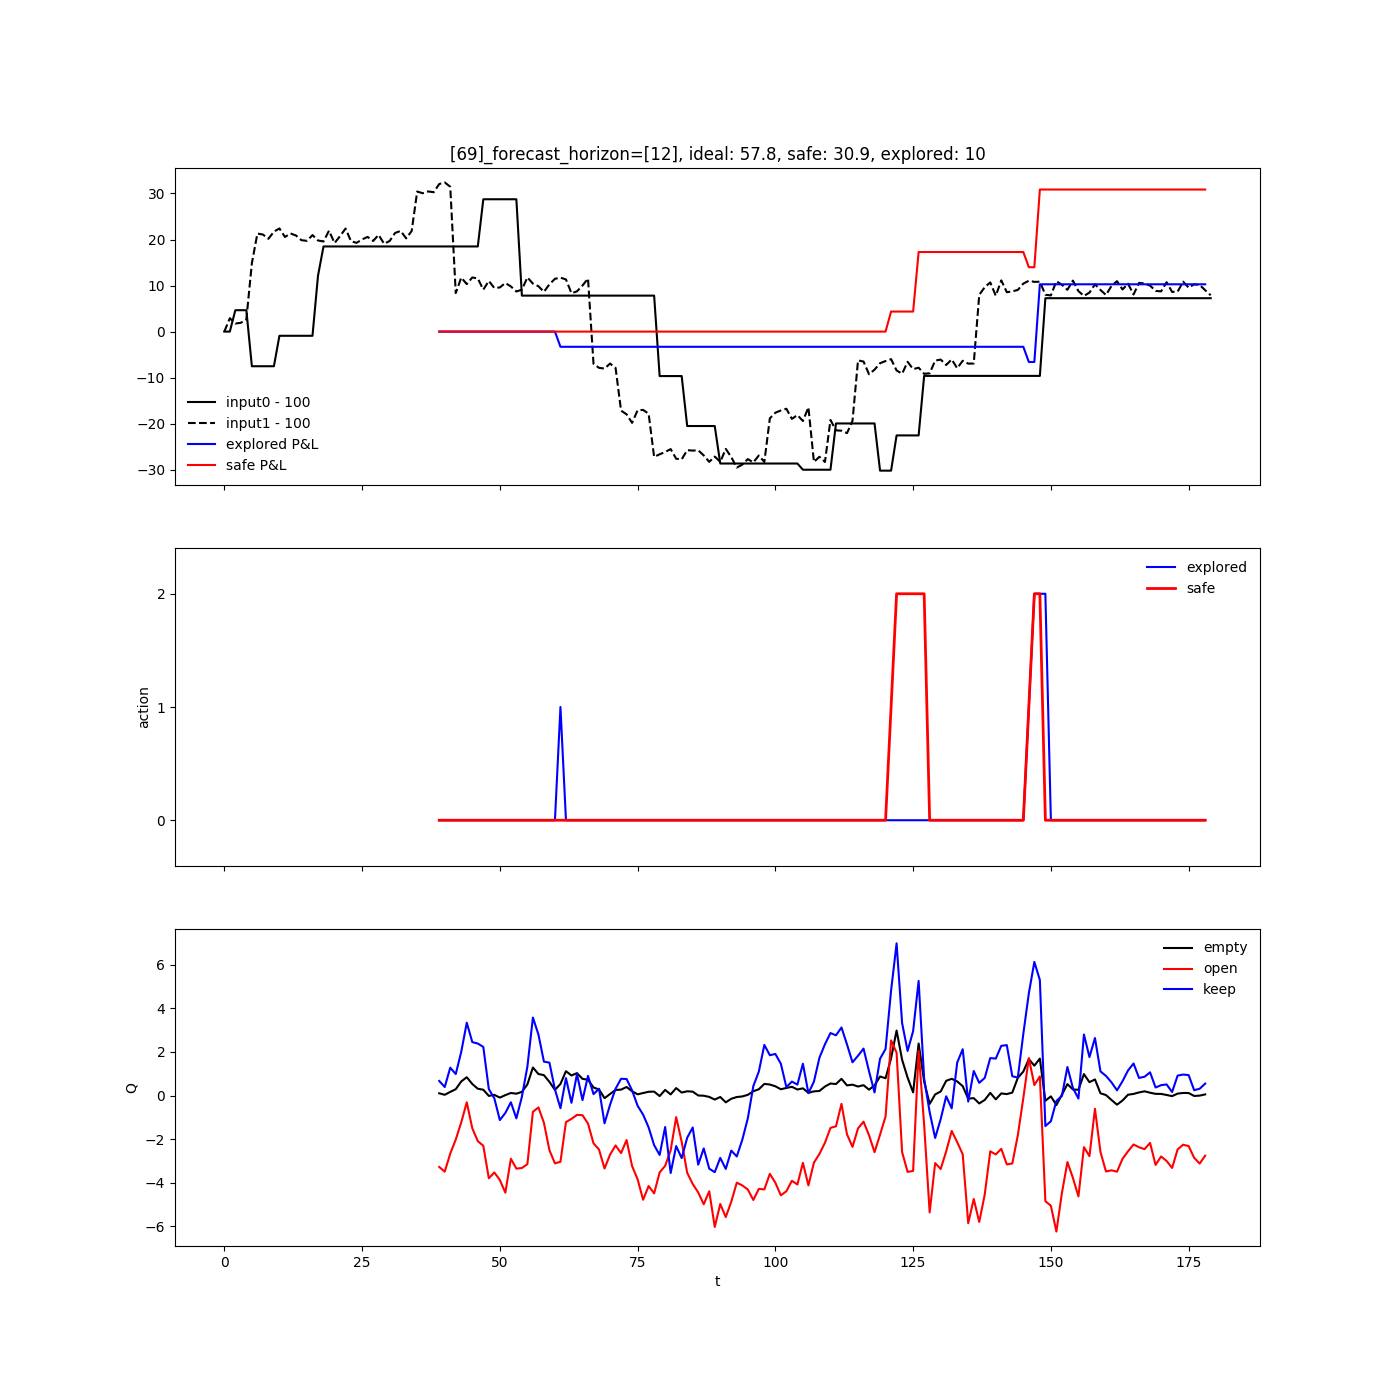 [69]_forecast_horizon=[12], ideal: 57.8, safe: 30.9, explored: 10
30
20
10
0
−10
−20
−30
input0 - 100
input1 - 100
explored P&L
safe P&L
action
2
1
0
explored
safe
Q
6
4
2
0
−2
−4
−6
empty
open
keep
0 25 50 75 100 125 150 175
t